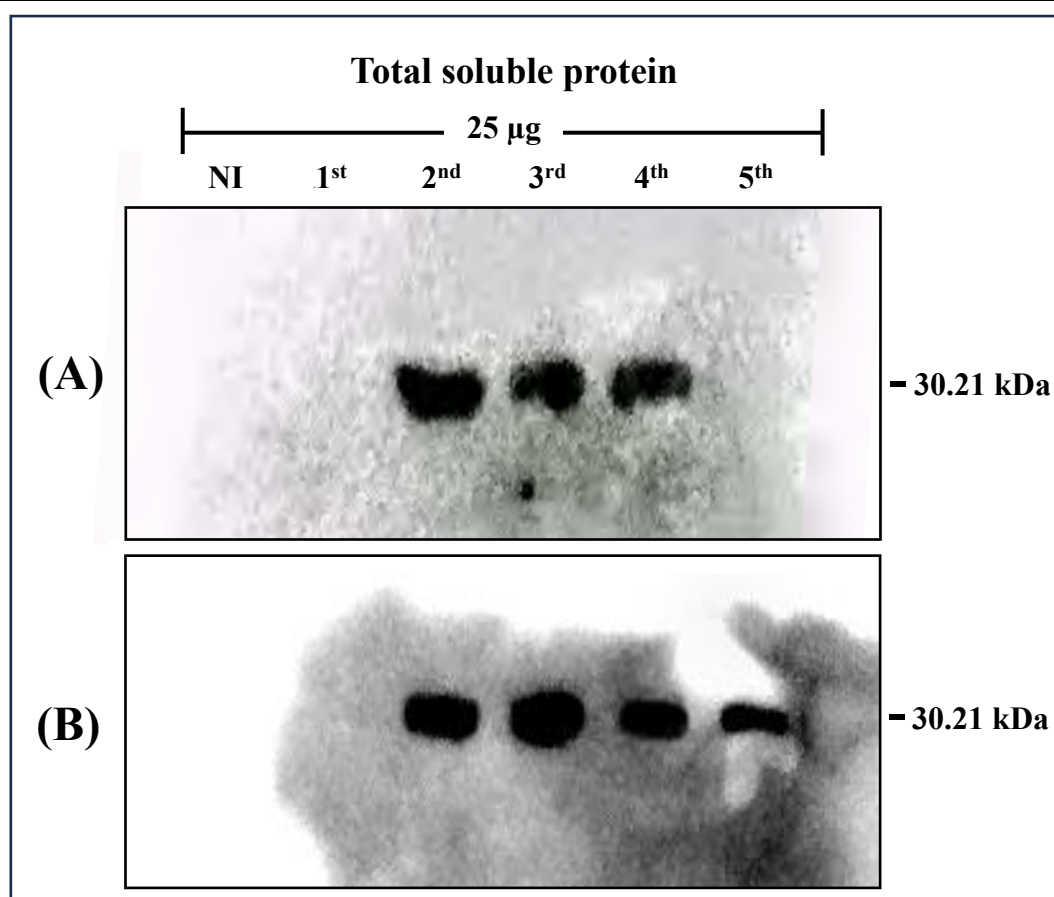 Total soluble protein
25 µg
NI 1st 2nd 3rd 4th 5th
(A)
- 30.21 kDa
(B)
- 30.21 kDa